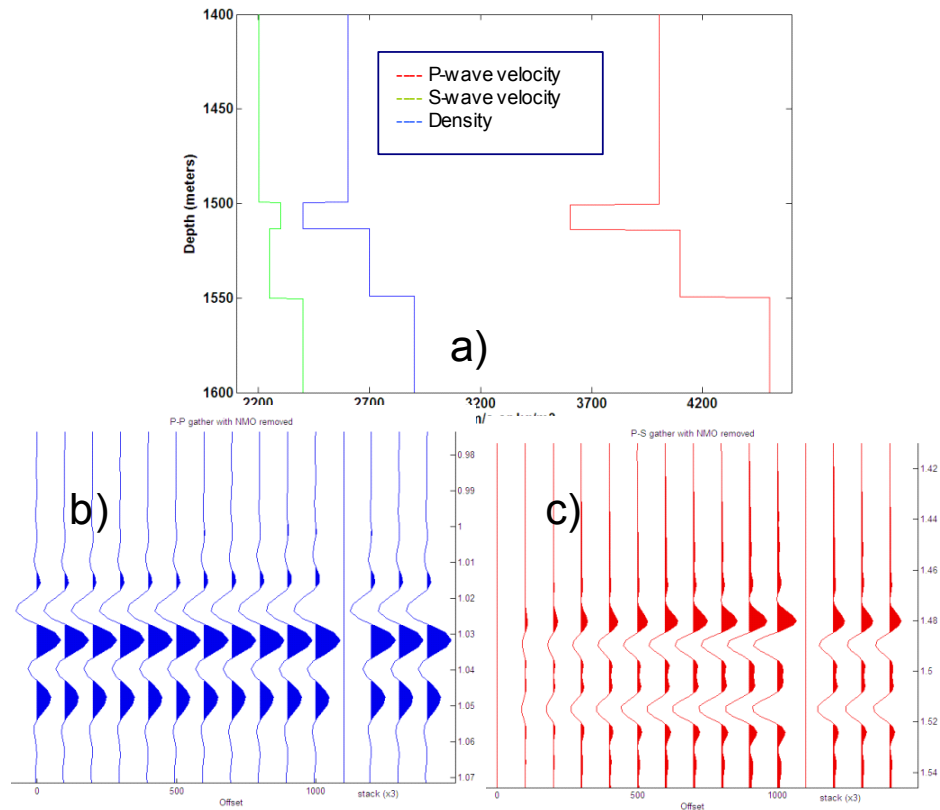 1400
P-wave velocity
S-wave velocity
Density
Depth (meters)
1500
1550
1600
a)
2200 2700 3200 3700 4200
P-P gather with NMO removed
b)
0.98
0.99
1
1.01
1.02
1.03
1.04
1.05
1.06
1.07
0 500 1000
Offset
stack (x3)
P-S gather with NMO removed
c)
1.42
1.44
1.46
1.48
1.5
1.52
1.54
0 500 1000
Offset
stack (x3)
1450